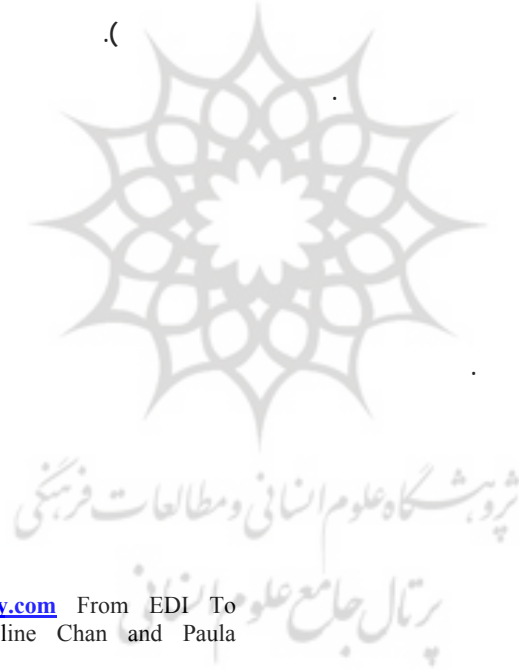 .(
.
.
پژوهشگاه علوم انسانی و مطالعات فرهنگی
y.com From EDI To
پرتال جامع علوم انسانی
line Chan and Paula